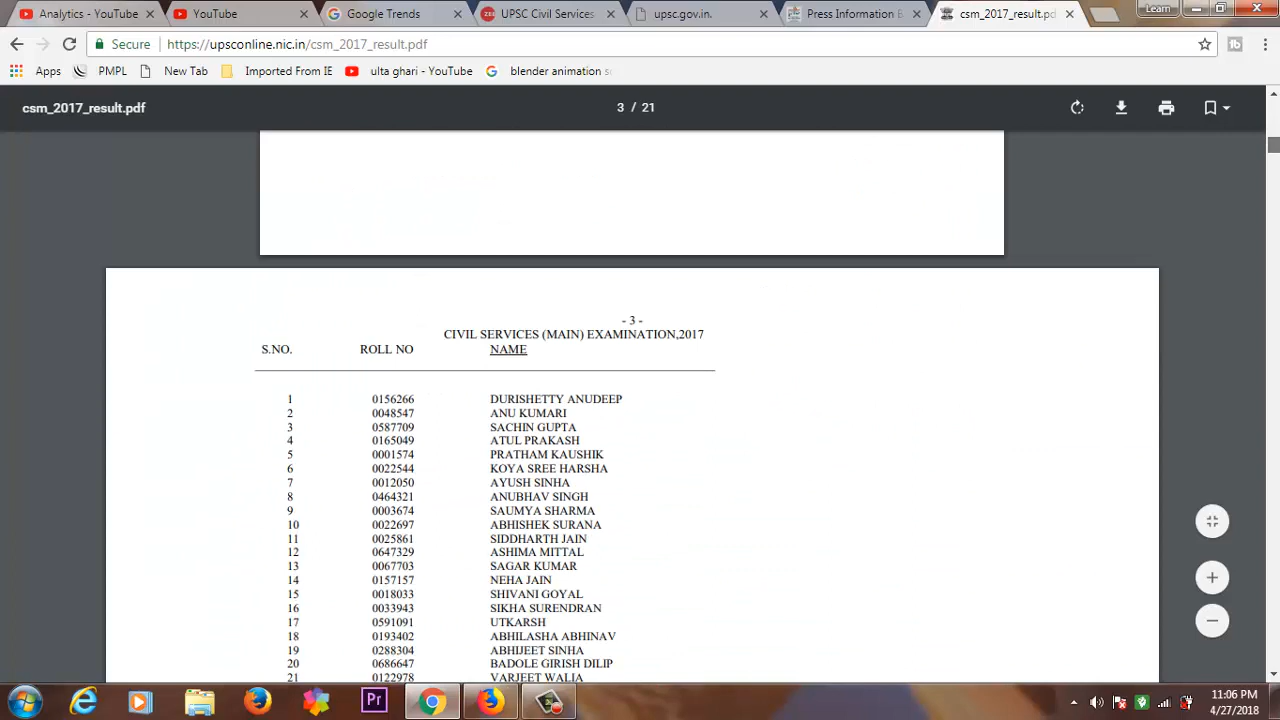 Analytics - YouTube
YouTube
Google Trends
UPSC Civil Services
upsc.gov.in.
Press Information B
csm_2017_result.pdf
Learn
Secure
https://upsconline.nic.in/csm_2017_result.pdf
Apps
PMPL
New Tab
Imported From IE
ulta ghari - YouTube
blender animation s
csm_2017_result.pdf
3 / 21
- 3 -
CIVIL SERVICES (MAIN) EXAMINATION,2017
S.NO. ROLL NO NAME
1 0156266 DURISHETTY ANUDEEP
2 0048547 ANU KUMARI
3 0587709 SACHIN GUPTA
4 0165049 ATUL PRAKASH
5 0001574 PRATHAM KAUSHIK
6 0022544 KOYA SREE HARSHA
7 0012050 AYUSH SINHA
8 0464321 ANUBHAV SINGH
9 0003674 SAUMYA SHARMA
10 0022697 ABHISHEK SURANA
11 0025861 SIDDHARTH JAIN
12 0647329 ASHIMA MITTAL
13 0067703 SAGAR KUMAR
14 0157157 NEHA JAIN
15 0018033 SHIVANI GOYAL
16 0033943 SIKHA SURENDRAN
17 0591091 UTKARSH
18 0193402 ABHILASHA ABHINAV
19 0288304 ABHIJEET SINHA
20 0686647 BADOLE GIRISH DILIP
21 0122978 VARJEET WALIA
Pr
11:06 PM
4/27/2018